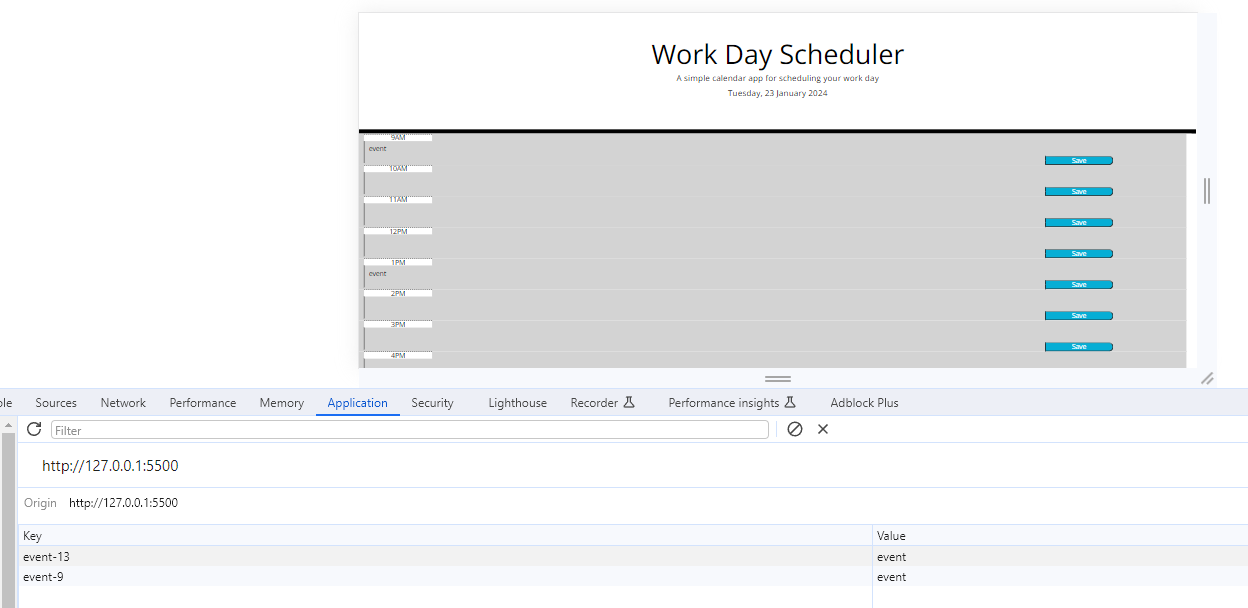 Work Day Scheduler
A simple calendar app for scheduling your work day
Tuesday, 23 January 2024
9AM
event
Save
10AM
Save
11AM
Save
12PM
Save
1PM
event
Save
2PM
Save
3PM
Save
4PM
ole Sources Network Performance Memory Application Security Lighthouse Recorder Performance insights Adblock Plus
Filter
http://127.0.0.1:5500
Origin http://127.0.0.1:5500
Key Value
event-13 event
event-9 event